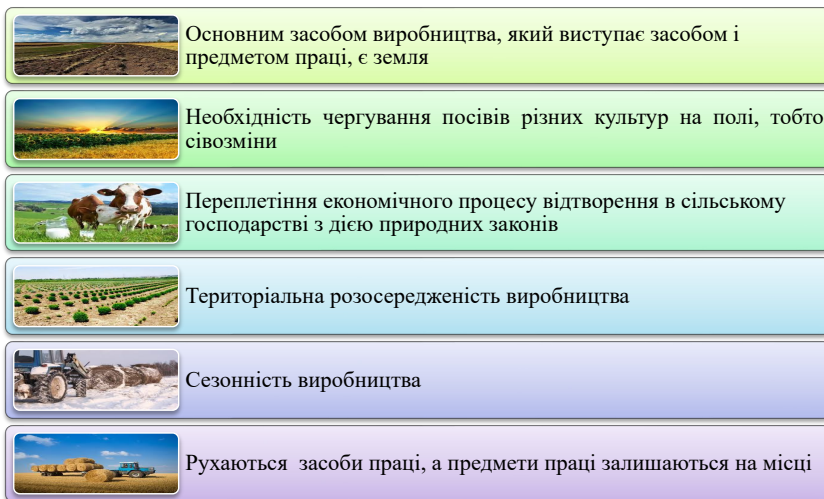 Основним засобом виробництва, який виступає засобом і
предметом праці, є земля
Необхідність чергування посівів різних культур на полі, тобто
сівозміни
Переплетіння економічного процесу відтворення в сільському
господарстві з дією природних законів
Територіальна розосередженість виробництва
Сезонність виробництва
Рухаються засоби праці, а предмети праці залишаються на місці